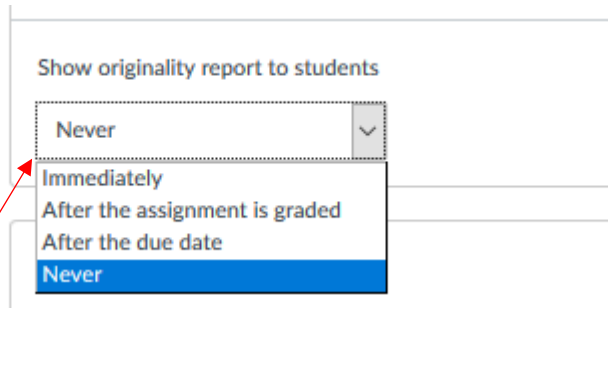 Show originality report to students
Never
Immediately
After the assignment is graded
After the due date
Never